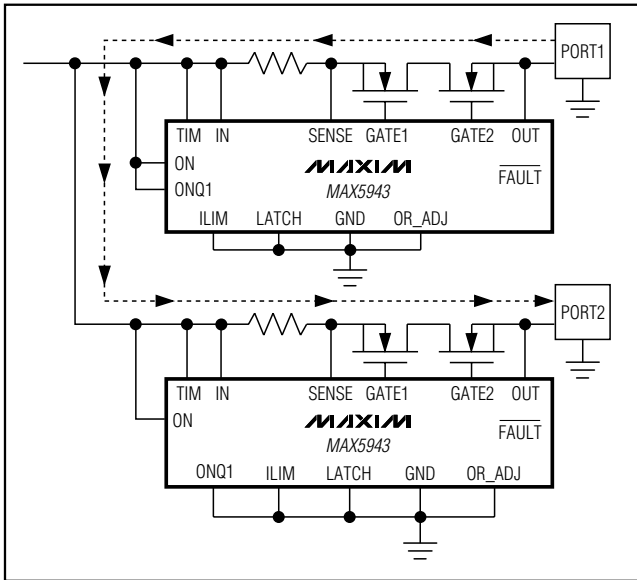 PORT1
TIM IN SENSE GATE1 GATE2 OUT
ON
MAXIM
FAULT
ONQ1
MAX5943
ILIM LATCH GND OR_ADJ
PORT2
TIM IN SENSE GATE1 GATE2 OUT
ON
MAXIM
FAULT
MAX5943
ONQ1 ILIM LATCH GND OR_ADJ